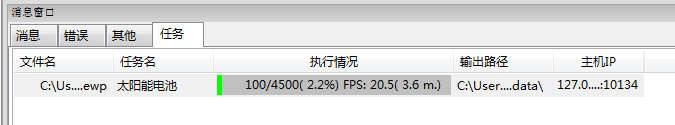 消息窗口
消息 错误 其他 任务
文件名 任务名 执行情况 输出路径 主机IP
C:\Us....ewp 太阳能电池 100/4500( 2.2%) FPS: 20.5( 3.6 m.) C:\User....data\ 127.0....:10134